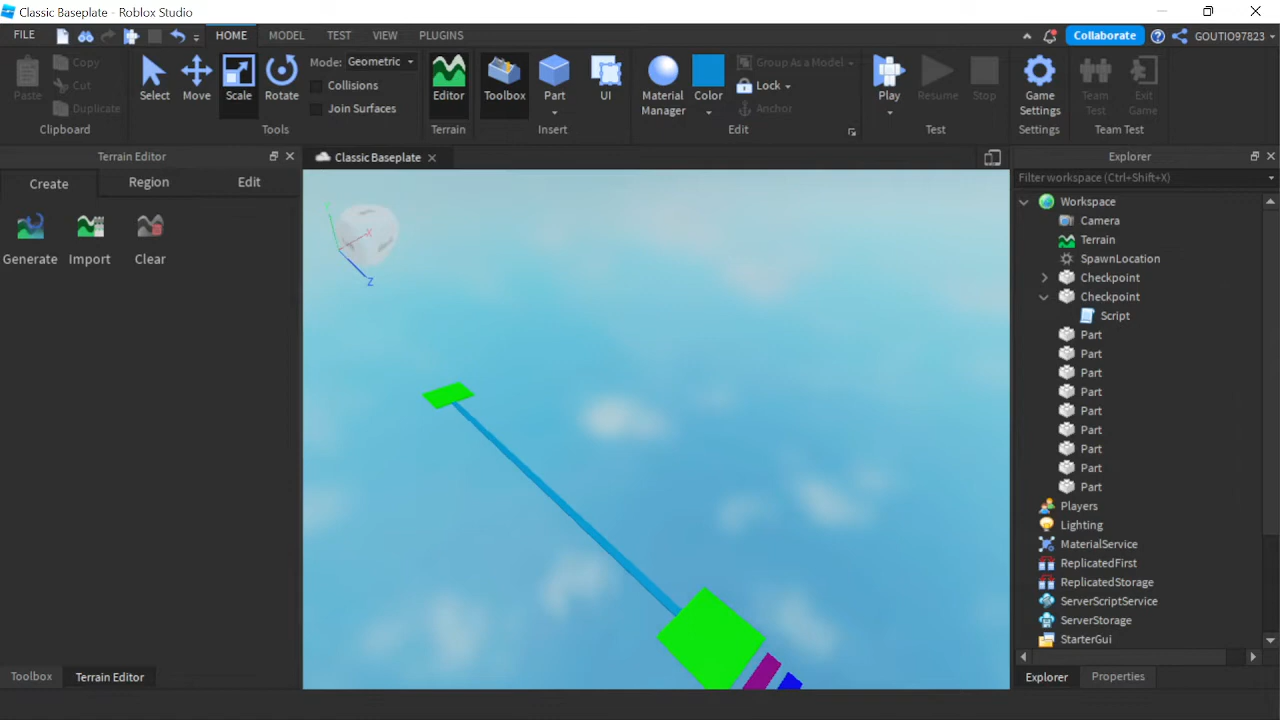 Classic Baseplate - Roblox Studio
FILE HOME MODEL TEST VIEW PLUGINS Collaborate GOUTIO97823
Paste Copy Cut Duplicate Clipboard
Select Move Scale Rotate Mode: Geometric Collisions Join Surfaces Tools
Editor Terrain
Toolbox Part UI Insert
Material Manager Color Group As a Model Lock Anchor Edit
Play Resume Stop Test
Game Settings Settings
Team Test Exit Game Team Test
Terrain Editor
Create Region Edit
Generate Import Clear
Classic Baseplate
X
Z
Explorer
Filter workspace (Ctrl+Shift+X)
Workspace
Camera
Terrain
SpawnLocation
Checkpoint
Checkpoint
Script
Part
Part
Part
Part
Part
Part
Part
Part
Part
Players
Lighting
MaterialService
ReplicatedFirst
ReplicatedStorage
ServerScriptService
ServerStorage
StarterGui
Toolbox Terrain Editor
Explorer Properties